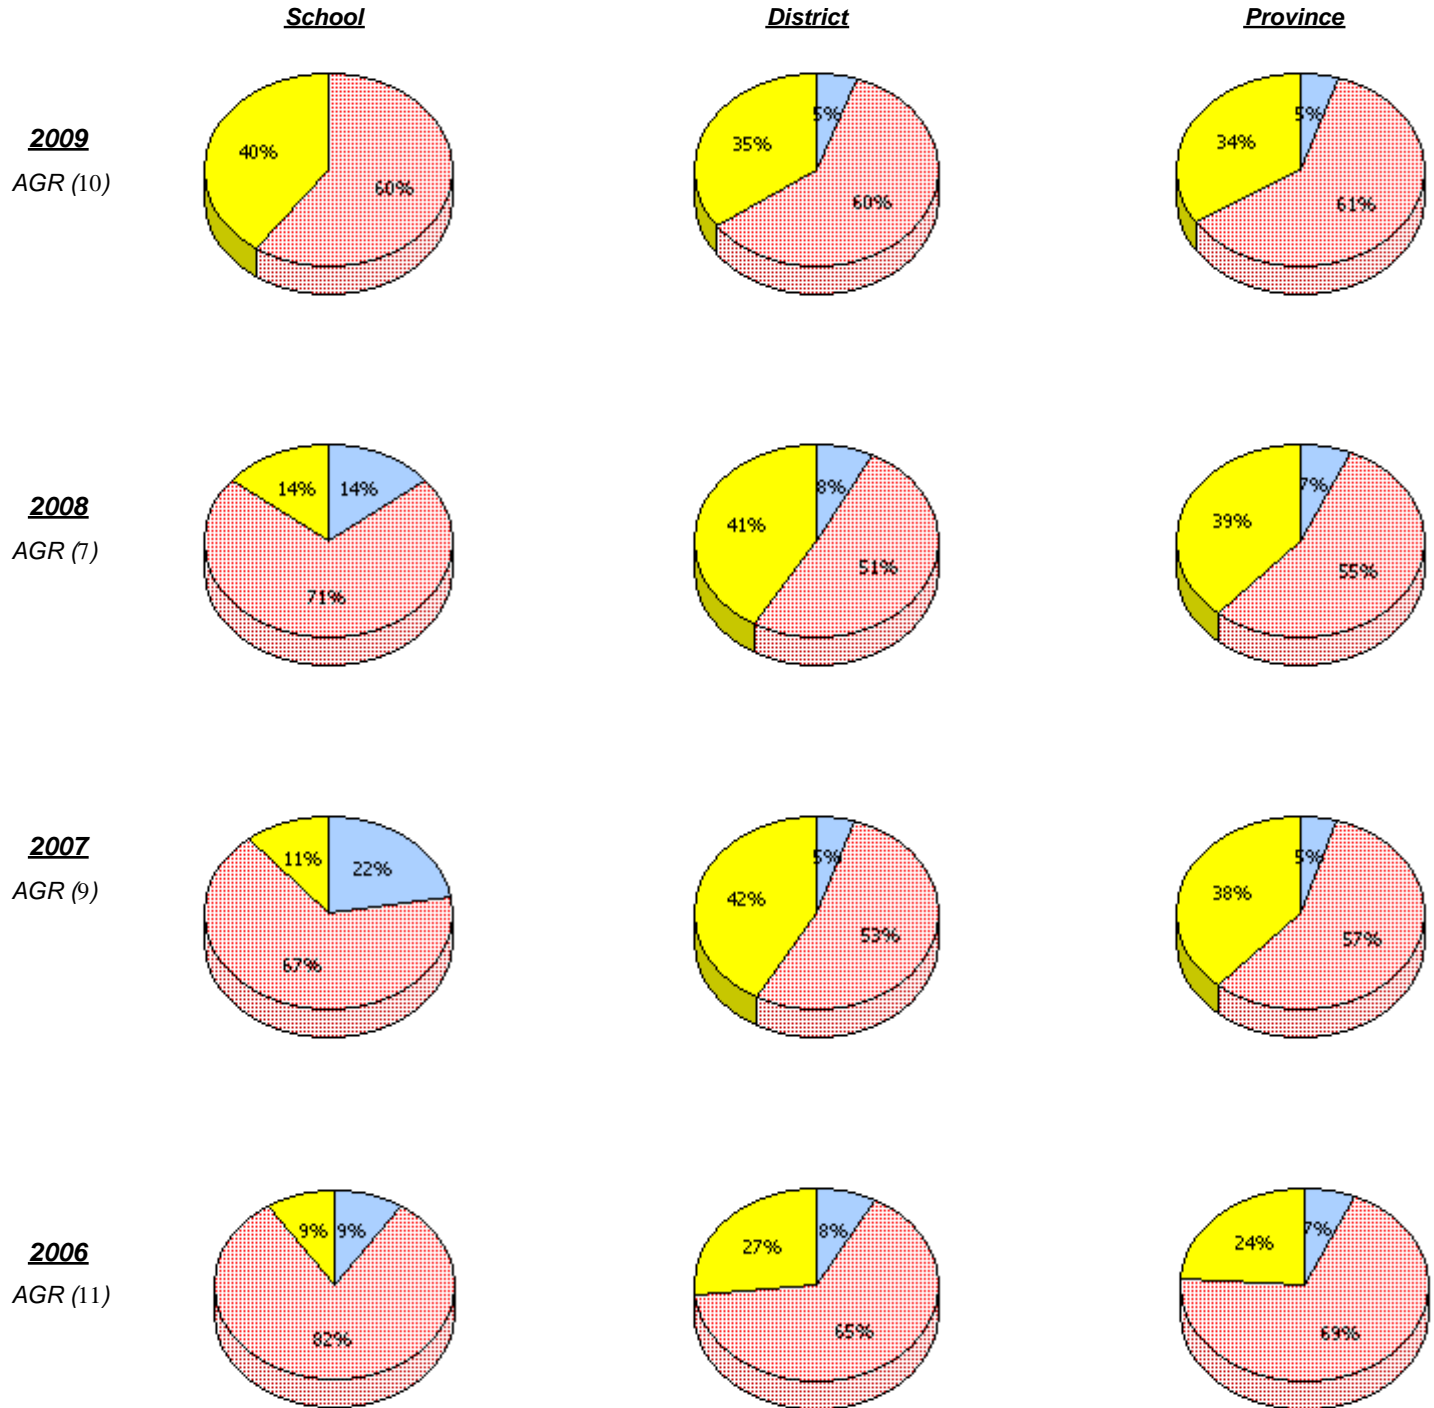 School District Province
2009
AGR (10)
40% 60%
35% 5% 60%
34% 5% 61%
2008
AGR (7)
14% 14% 71%
41% 8% 51%
39% 7% 55%
2007
AGR (9)
11% 22% 67%
42% 5% 53%
38% 5% 57%
2006
AGR (11)
9% 9% 82%
27% 8% 65%
24% 7% 69%